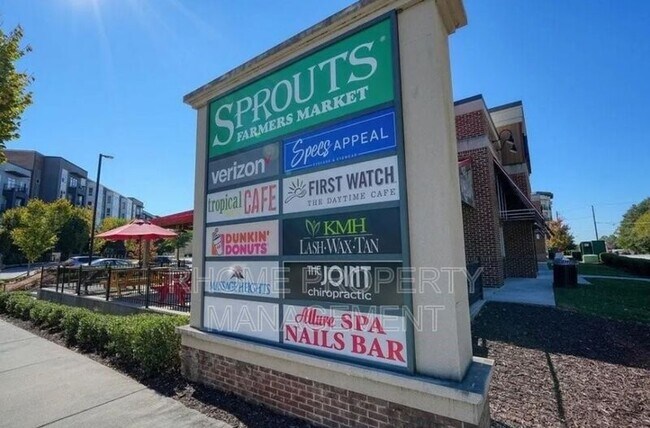 SPROUTS
FARMERS MARKET
verizon
Specs APPEAL
tropical CAFE
FIRST WATCH
THE DAYTIME CAFE
DUNKIN' DONUTS
KMH
LASH-WAX-TAN
MASSAGE HEIGHTS
THE JOINT
chiropractic
Allure SPA
NAILS BAR
RHOME PROPERTY
MANAGEMENT